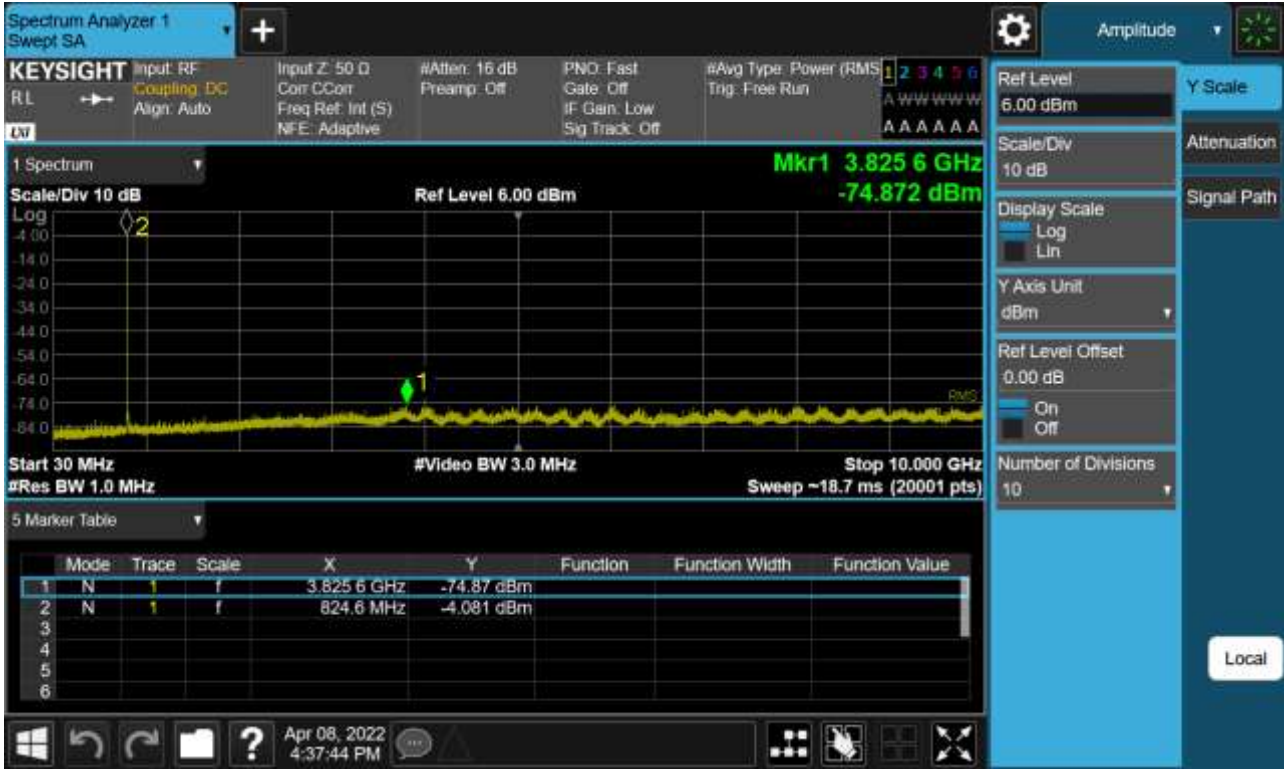 Spectrum Analyzer 1
Swept SA
+
Amplitude
KEYSIGHT
RL
LXI
Input: RF
Coupling: DC
Align: Auto
Input Z: 50 Ω
Corr CCorr
Freq Ref: Int (S)
NFE: Adaptive
#Atten: 16 dB
Preamp: Off
PNO: Fast
Gate: Off
IF Gain: Low
Sig Track: Off
#Avg Type: Power (RMS
Trig: Free Run
1 2 3 4 5 6
A W W W W W
A A A A A A
1 Spectrum
Mkr1 3.825 6 GHz
-74.872 dBm
Scale/Div 10 dB
Ref Level 6.00 dBm
Log
-4.00
-14.0
-24.0
-34.0
-44.0
-54.0
-64.0
-74.0
-84.0
2
1
RMS
Start 30 MHz
#Video BW 3.0 MHz
Stop 10.000 GHz
#Res BW 1.0 MHz
Sweep ~18.7 ms (20001 pts)
5 Marker Table
Mode Trace Scale X Y Function Function Width Function Value
1 N 1 f 3.825 6 GHz -74.87 dBm
2 N 1 f 824.6 MHz -4.081 dBm
3
4
5
6
Ref Level
6.00 dBm
Scale/Div
10 dB
Display Scale
Log
Lin
Y Axis Unit
dBm
Ref Level Offset
0.00 dB
On
Off
Number of Divisions
10
Y Scale
Attenuation
Signal Path
Local
?
Apr 08, 2022
4:37:44 PM